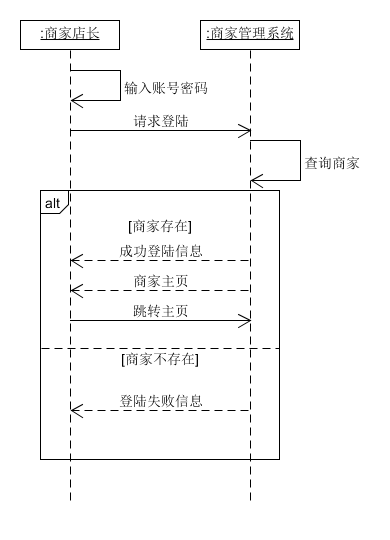 :商家店长
:商家管理系统
输入账号密码
请求登陆
查询商家
alt
[商家存在]
成功登陆信息
商家主页
跳转主页
[商家不存在]
登陆失败信息